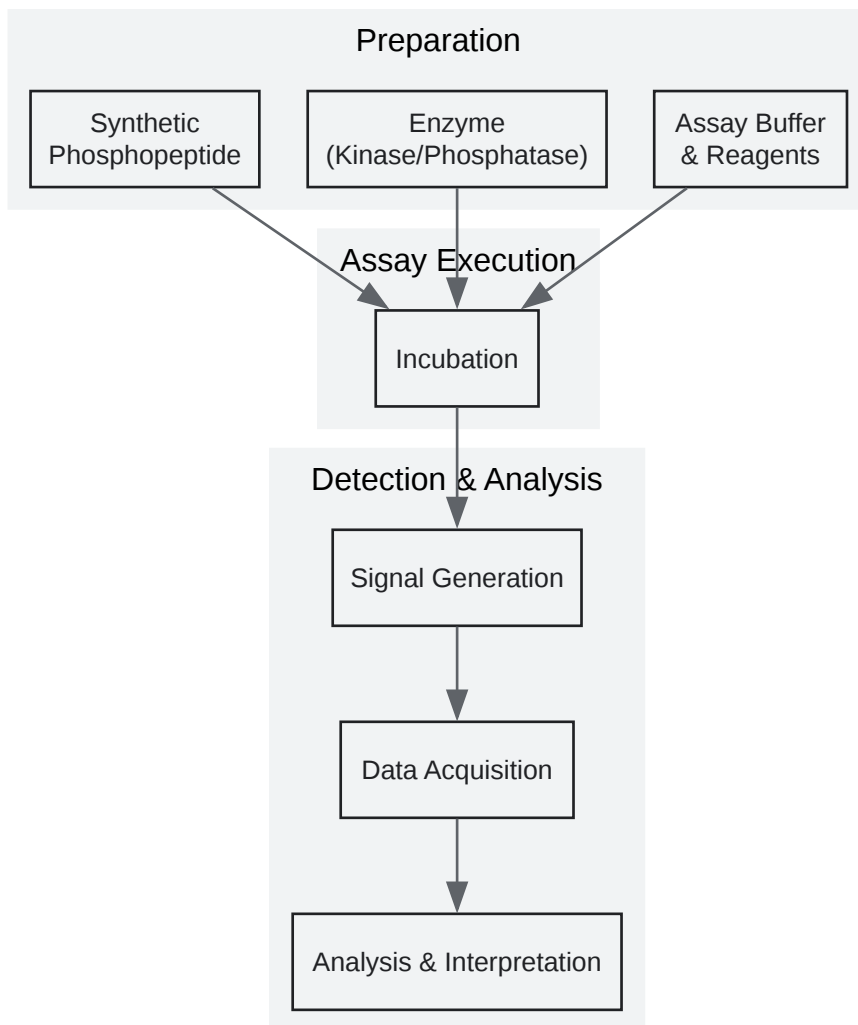 Preparation
Synthetic
Phosphopeptide
Enzyme
(Kinase/Phosphatase)
Assay Buffer
& Reagents
Assay Execution
Incubation
Detection & Analysis
Signal Generation
Data Acquisition
Analysis & Interpretation